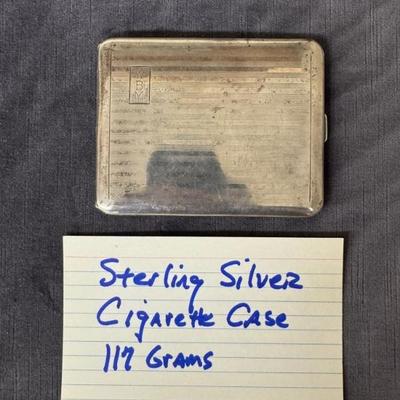 Sterling Silver
Cigarette Case
117 Grams